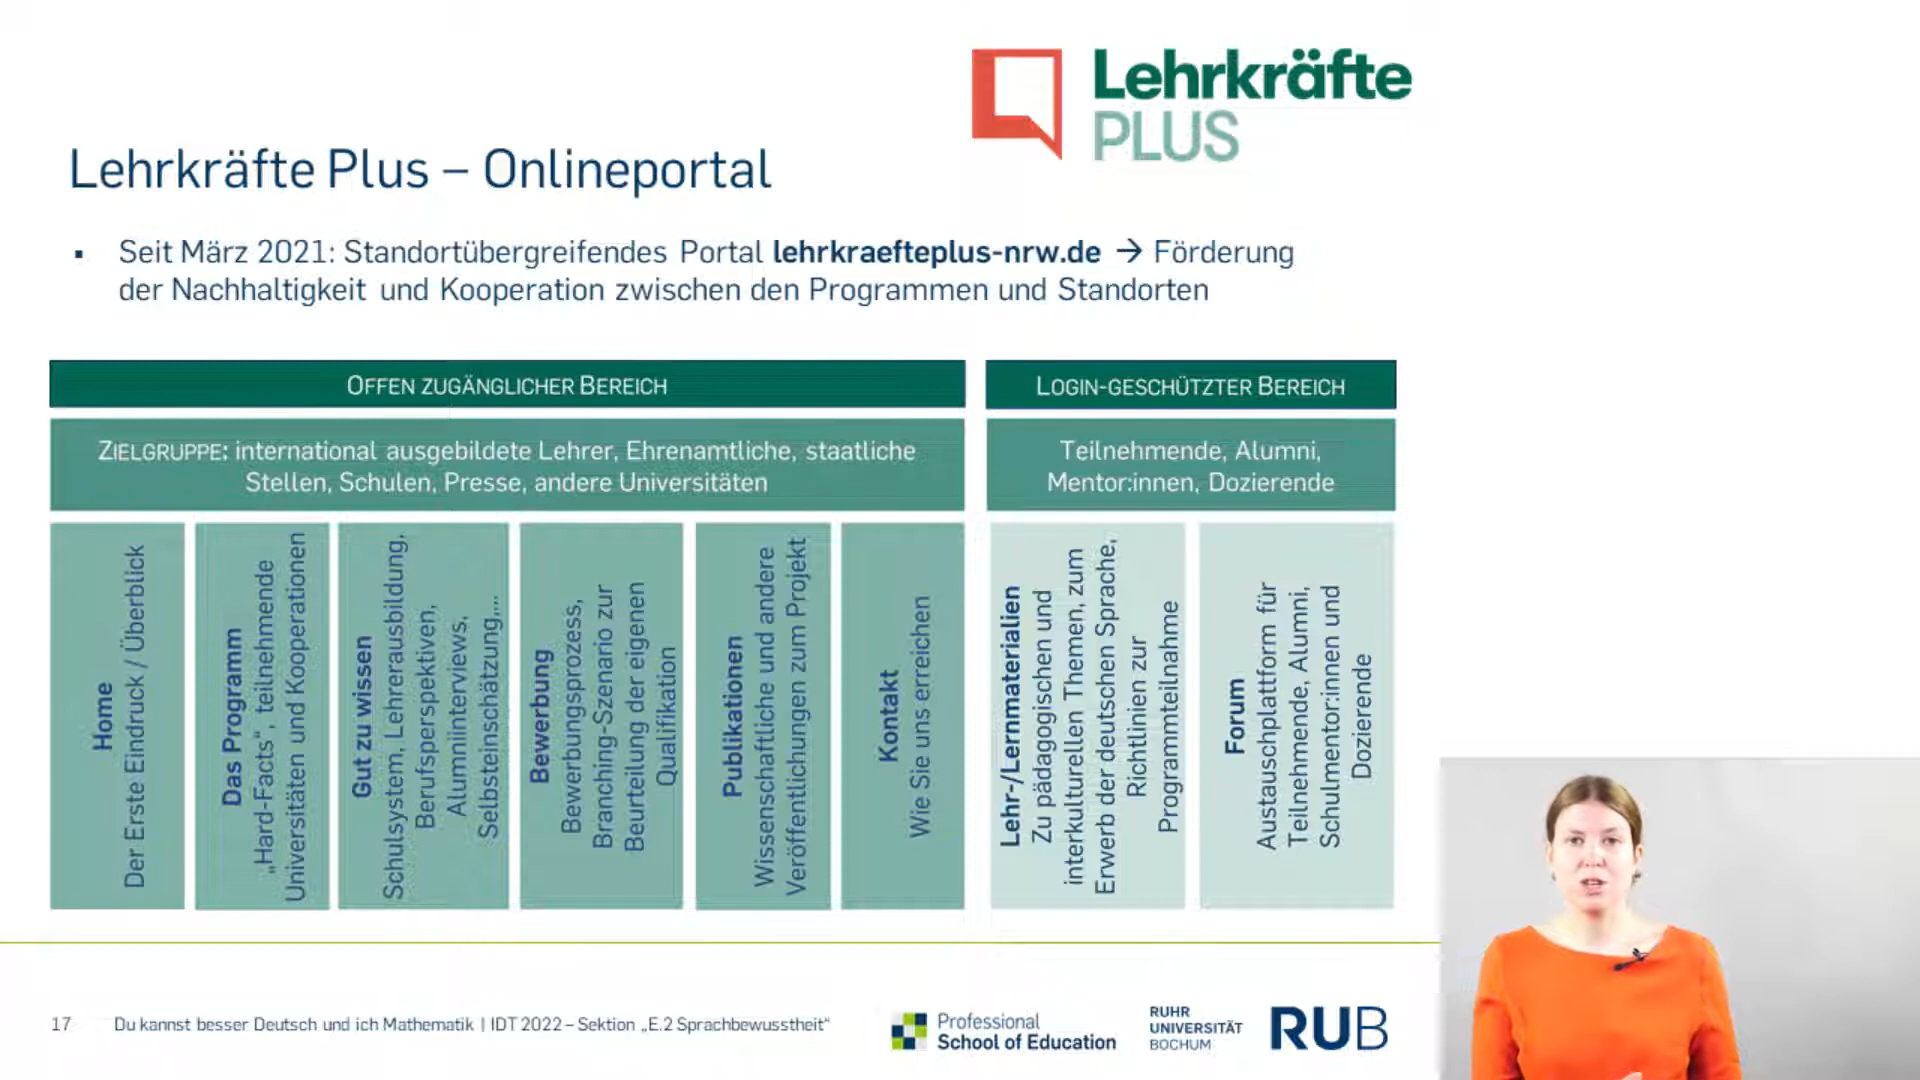 Lehrkräfte
PLUS
Lehrkräfte Plus – Onlineportal
▪ Seit März 2021: Standortübergreifendes Portal lehrkraefteplus-nrw.de → Förderung
der Nachhaltigkeit und Kooperation zwischen den Programmen und Standorten
OFFEN ZUGÄNGLICHER BEREICH
ZIELGRUPPE: international ausgebildete Lehrer, Ehrenamtliche, staatliche
Stellen, Schulen, Presse, andere Universitäten
Home
Der Erste Eindruck / Überblick
Das Programm
„Hard-Facts“, teilnehmende
Universitäten und Kooperationen
Gut zu wissen
Schulsystem, Lehrerausbildung,
Berufsperspektiven,
Alumniinterviews,
Selbsteinschätzung,...
Bewerbung
Bewerbungsprozess,
Branching-Szenario zur
Beurteilung der eigenen
Qualifikation
Publikationen
Wissenschaftliche und andere
Veröffentlichungen zum Projekt
Kontakt
Wie Sie uns erreichen
LOGIN-GESCHÜTZTER BEREICH
Teilnehmende, Alumni,
Mentor:innen, Dozierende
Lehr-/Lernmaterialien
Zu pädagogischen und
interkulturellen Themen, zum
Erwerb der deutschen Sprache,
Richtlinien zur
Programmteilnahme
Forum
Austauschplattform für
Teilnehmende, Alumni,
Schulmentor:innen und
Dozierende
17 Du kannst besser Deutsch und ich Mathematik | IDT 2022 – Sektion „E.2 Sprachbewusstheit“
Professional
School of Education
RUHR
UNIVERSITÄT
BOCHUM
RUB